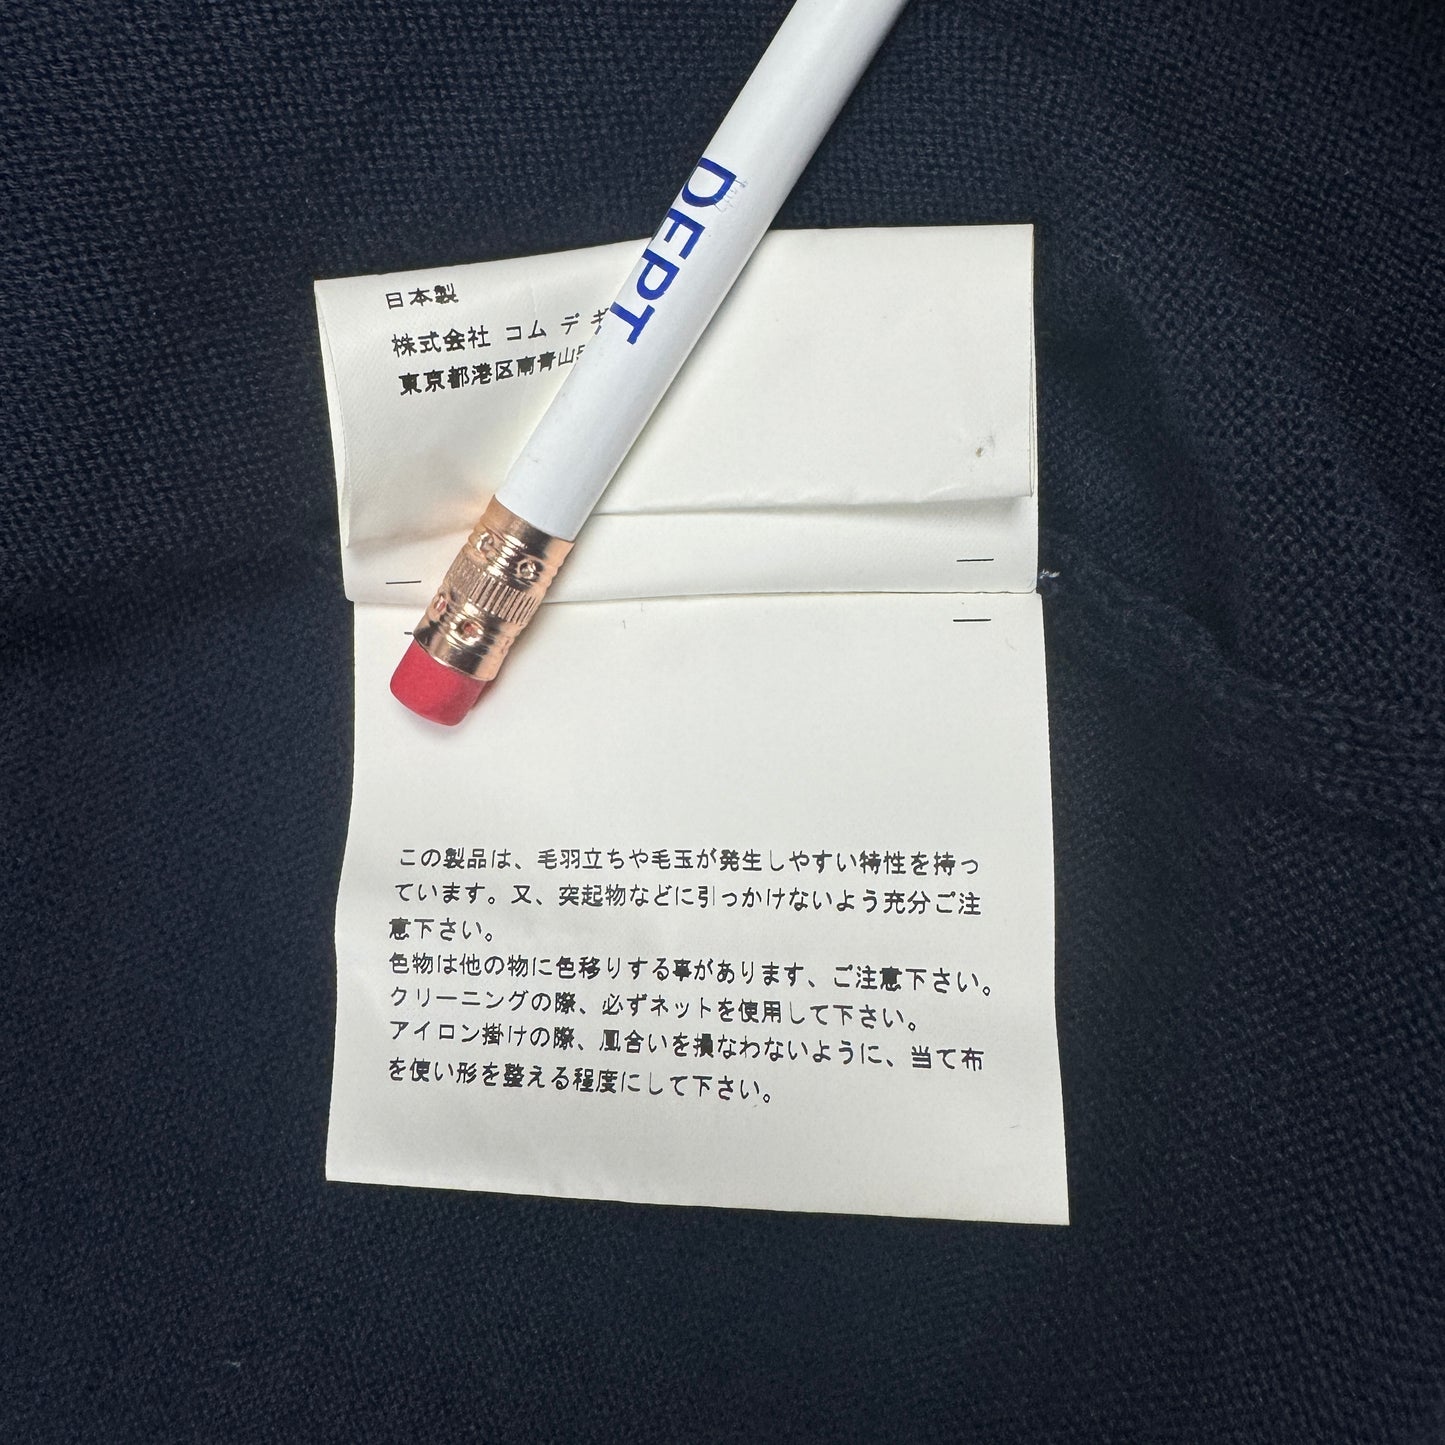 DEPT
日本製
株式会社 コム デ
東京都港区南青山
この製品は、毛羽立ちや毛玉が発生しやすい特性を持っ
ています。又、突起物などに引っかけないよう充分ご注
意下さい。
色物は他の物に色移りする事があります、ご注意下さい。
クリーニングの際、必ずネットを使用して下さい。
アイロン掛けの際、風合いを損なわないように、当て布
を使い形を整える程度にして下さい。